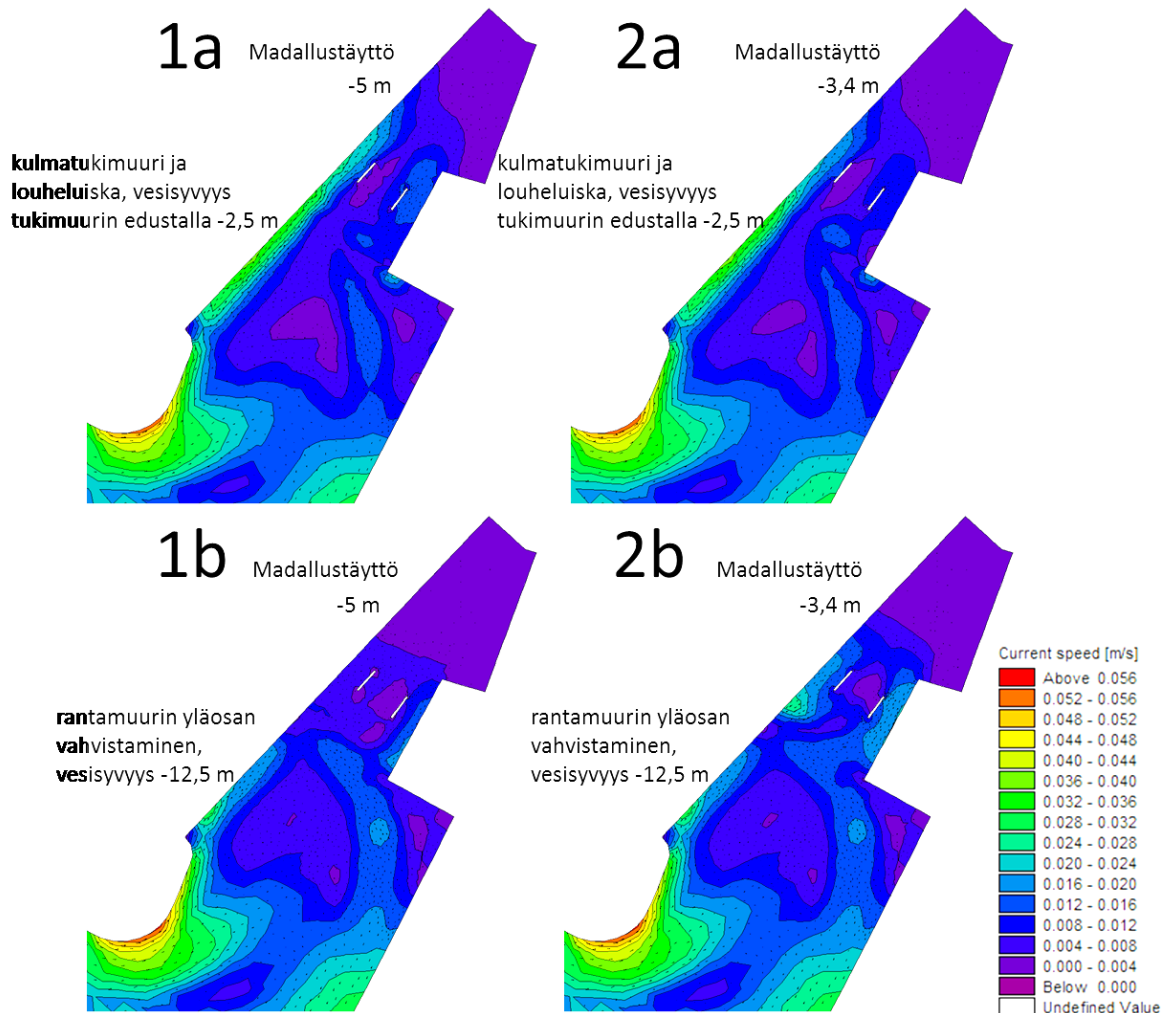 1a
Madallustäyttö
-5 m
kulmatukimuuri ja
louheluiska, vesisyvyys
tukimuurin edustalla -2,5 m
2a
Madallustäyttö
-3,4 m
kulmatukimuuri ja
louheluiska, vesisyvyys
tukimuurin edustalla -2,5 m
1b
Madallustäyttö
-5 m
rantamuurin yläosan
vahvistaminen,
vesisyvyys -12,5 m
2b
Madallustäyttö
-3,4 m
rantamuurin yläosan
vahvistaminen,
vesisyvyys -12,5 m
Current speed [m/s]
Above 0.056
0.052 - 0.056
0.048 - 0.052
0.044 - 0.048
0.040 - 0.044
0.036 - 0.040
0.032 - 0.036
0.028 - 0.032
0.024 - 0.028
0.020 - 0.024
0.016 - 0.020
0.012 - 0.016
0.008 - 0.012
0.004 - 0.008
0.000 - 0.004
Below 0.000
Undefined Value